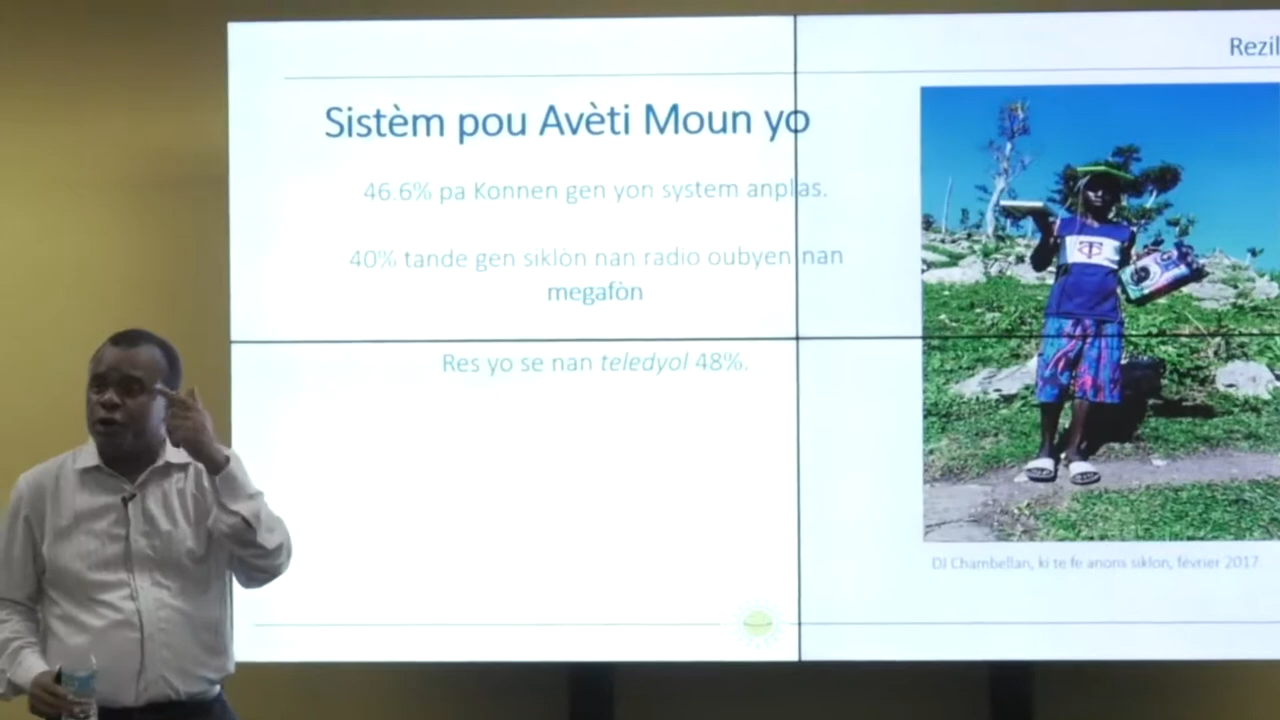 Rezil
Sistèm pou Avèti Moun yo
46.6% pa Konnen gen yon system anplas.
40% tande gen siklòn nan radio oubyen nan
megafòn
Res yo se nan teledyol 48%.
DJ Chambellan, ki te fe anons siklon, février 2017.